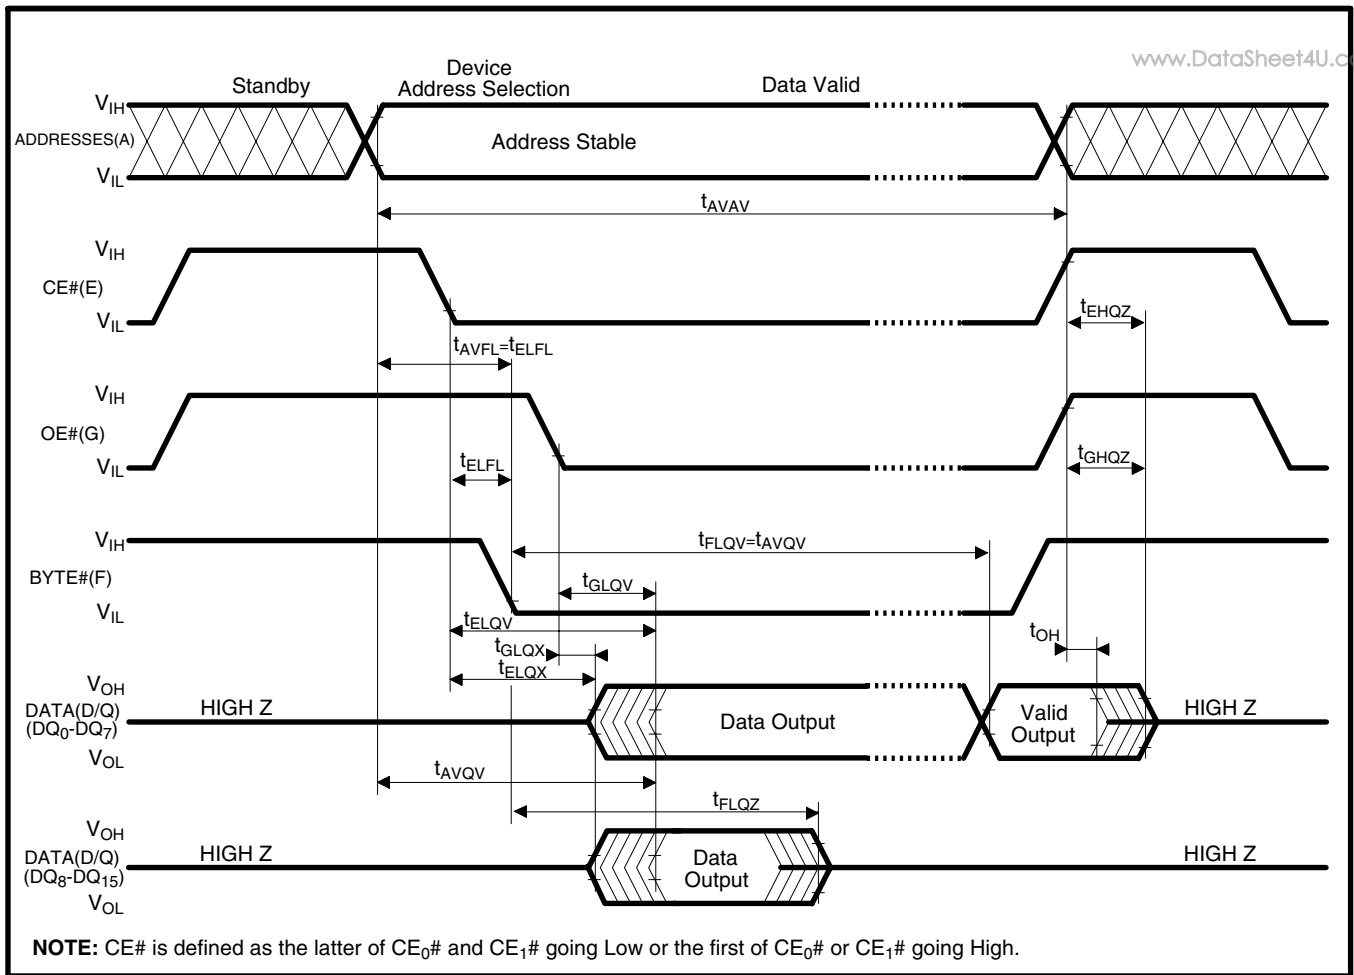 www.DataSheet4U.co
Standby
Device
Address Selection
Data Valid
VIH
ADDRESSES(A)
Address Stable
VIL
tAVAV
VIH
CE#(E)
tEHQZ
VIL
tAVFL=tELFL
VIH
OE#(G)
tELFL
tGHQZ
VIL
VIH
tFLQV=tAVQV
BYTE#(F)
tGLQV
VIL
tELQV
tOH
tGLQX
tELQX
VOH
DATA(D/Q)
(DQ0-DQ7)
HIGH Z
Data Output
Valid
Output
HIGH Z
VOL
tAVQV
tFLQZ
VOH
DATA(D/Q)
(DQ8-DQ15)
HIGH Z
Data
Output
HIGH Z
VOL
NOTE: CE# is defined as the latter of CE0# and CE1# going Low or the first of CE0# or CE1# going High.